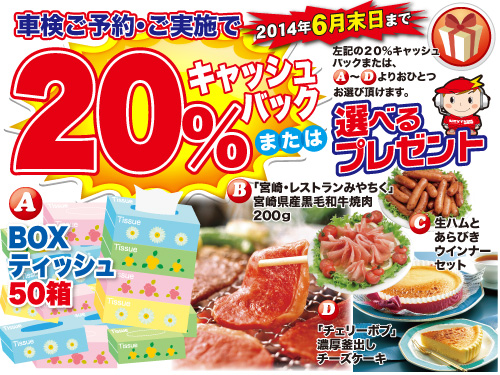 車検ご予約・ご実施で
2014年6月末日まで
20%
キャッシュ
バック
または
左記の20%キャッシュ
バックまたは、
A～Dよりおひとつ
お選び頂けます。
選べる
プレゼント
A
BOX
ティッシュ
50箱
Tissue
Tissue
Tissue
Tissue
Tissue
B
「宮崎・レストランみやちく」
宮崎県産黒毛和牛焼肉
200g
C
生ハムと
あらびき
ウインナー
セット
D
「チェリーボブ」
濃厚釜出し
チーズケーキ